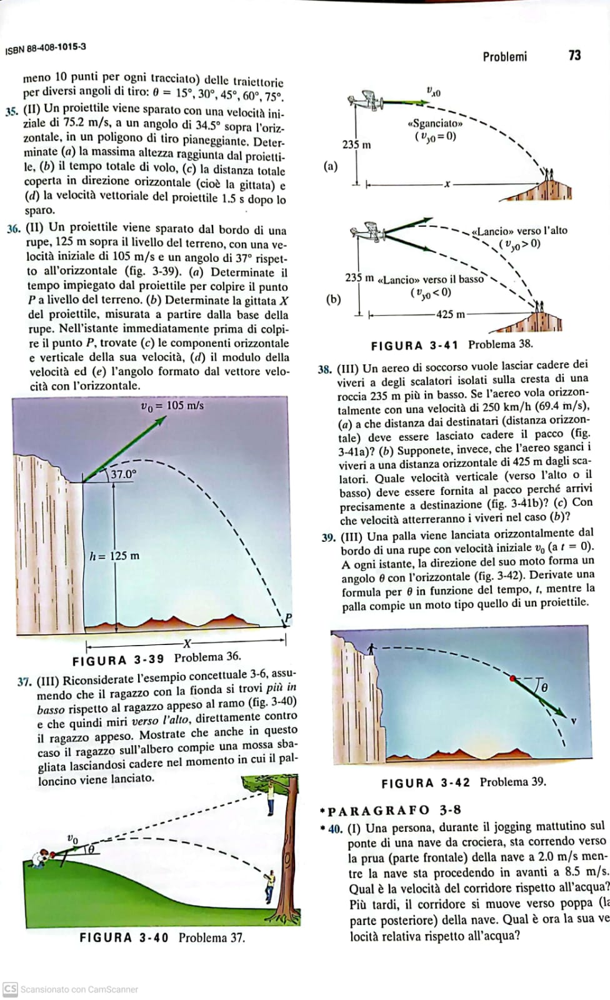 ISBN 88-408-1015-3
Problemi 73
meno 10 punti per ogni tracciato) delle traiettorie
per diversi angoli di tiro: θ = 15°, 30°, 45°, 60°, 75°.
35. (II) Un proiettile viene sparato con una velocità ini-
ziale di 75.2 m/s, a un angolo di 34.5° sopra l'oriz-
zontale, in un poligono di tiro pianeggiante. Deter-
minate (a) la massima altezza raggiunta dal proietti-
le, (b) il tempo totale di volo, (c) la distanza totale
coperta in direzione orizzontale (cioè la gittata) e
(d) la velocità vettoriale del proiettile 1.5 s dopo lo
sparo.
36. (II) Un proiettile viene sparato dal bordo di una
rupe, 125 m sopra il livello del terreno, con una ve-
locità iniziale di 105 m/s e un angolo di 37° rispet-
to all'orizzontale (fig. 3-39). (a) Determinate il
tempo impiegato dal proiettile per colpire il punto
P a livello del terreno. (b) Determinate la gittata X
del proiettile, misurata a partire dalla base della
rupe. Nell'istante immediatamente prima di colpi-
re il punto P, trovate (c) le componenti orizzontale
e verticale della sua velocità, (d) il modulo della
velocità ed (e) l'angolo formato dal vettore velo-
cità con l'orizzontale.
v0 = 105 m/s
37.0°
h = 125 m
P
X
FIGURA 3-39 Problema 36.
37. (III) Riconsiderate l'esempio concettuale 3-6, assu-
mendo che il ragazzo con la fionda si trovi più in
basso rispetto al ragazzo appeso al ramo (fig. 3-40)
e che quindi miri verso l'alto, direttamente contro
il ragazzo appeso. Mostrate che anche in questo
caso il ragazzo sull'albero compie una mossa sba-
gliata lasciandosi cadere nel momento in cui il pal-
loncino viene lanciato.
v0
θ
FIGURA 3-40 Problema 37.
vx0
«Sganciato»
(vy0 = 0)
235 m
(a)
x
«Lancio» verso l'alto
(vy0 > 0)
235 m «Lancio» verso il basso
(vy0 < 0)
(b)
425 m
FIGURA 3-41 Problema 38.
38. (III) Un aereo di soccorso vuole lasciar cadere dei
viveri a degli scalatori isolati sulla cresta di una
roccia 235 m più in basso. Se l'aereo vola orizzon-
talmente con una velocità di 250 km/h (69.4 m/s),
(a) a che distanza dai destinatari (distanza orizzon-
tale) deve essere lasciato cadere il pacco (fig.
3-41a)? (b) Supponete, invece, che l'aereo sganci i
viveri a una distanza orizzontale di 425 m dagli sca-
latori. Quale velocità verticale (verso l'alto o il
basso) deve essere fornita al pacco perché arrivi
precisamente a destinazione (fig. 3-41b)? (c) Con
che velocità atterreranno i viveri nel caso (b)?
39. (III) Una palla viene lanciata orizzontalmente dal
bordo di una rupe con velocità iniziale v0 (a t = 0).
A ogni istante, la direzione del suo moto forma un
angolo θ con l'orizzontale (fig. 3-42). Derivate una
formula per θ in funzione del tempo, t, mentre la
palla compie un moto tipo quello di un proiettile.
θ
v
FIGURA 3-42 Problema 39.
*PARAGRAFO 3-8
* 40. (I) Una persona, durante il jogging mattutino sul
ponte di una nave da crociera, sta correndo verso
la prua (parte frontale) della nave a 2.0 m/s men-
tre la nave sta procedendo in avanti a 8.5 m/s.
Qual è la velocità del corridore rispetto all'acqua?
Più tardi, il corridore si muove verso poppa (la
parte posteriore) della nave. Qual è ora la sua ve
locità relativa rispetto all'acqua?
CS Scansionato con CamScanner